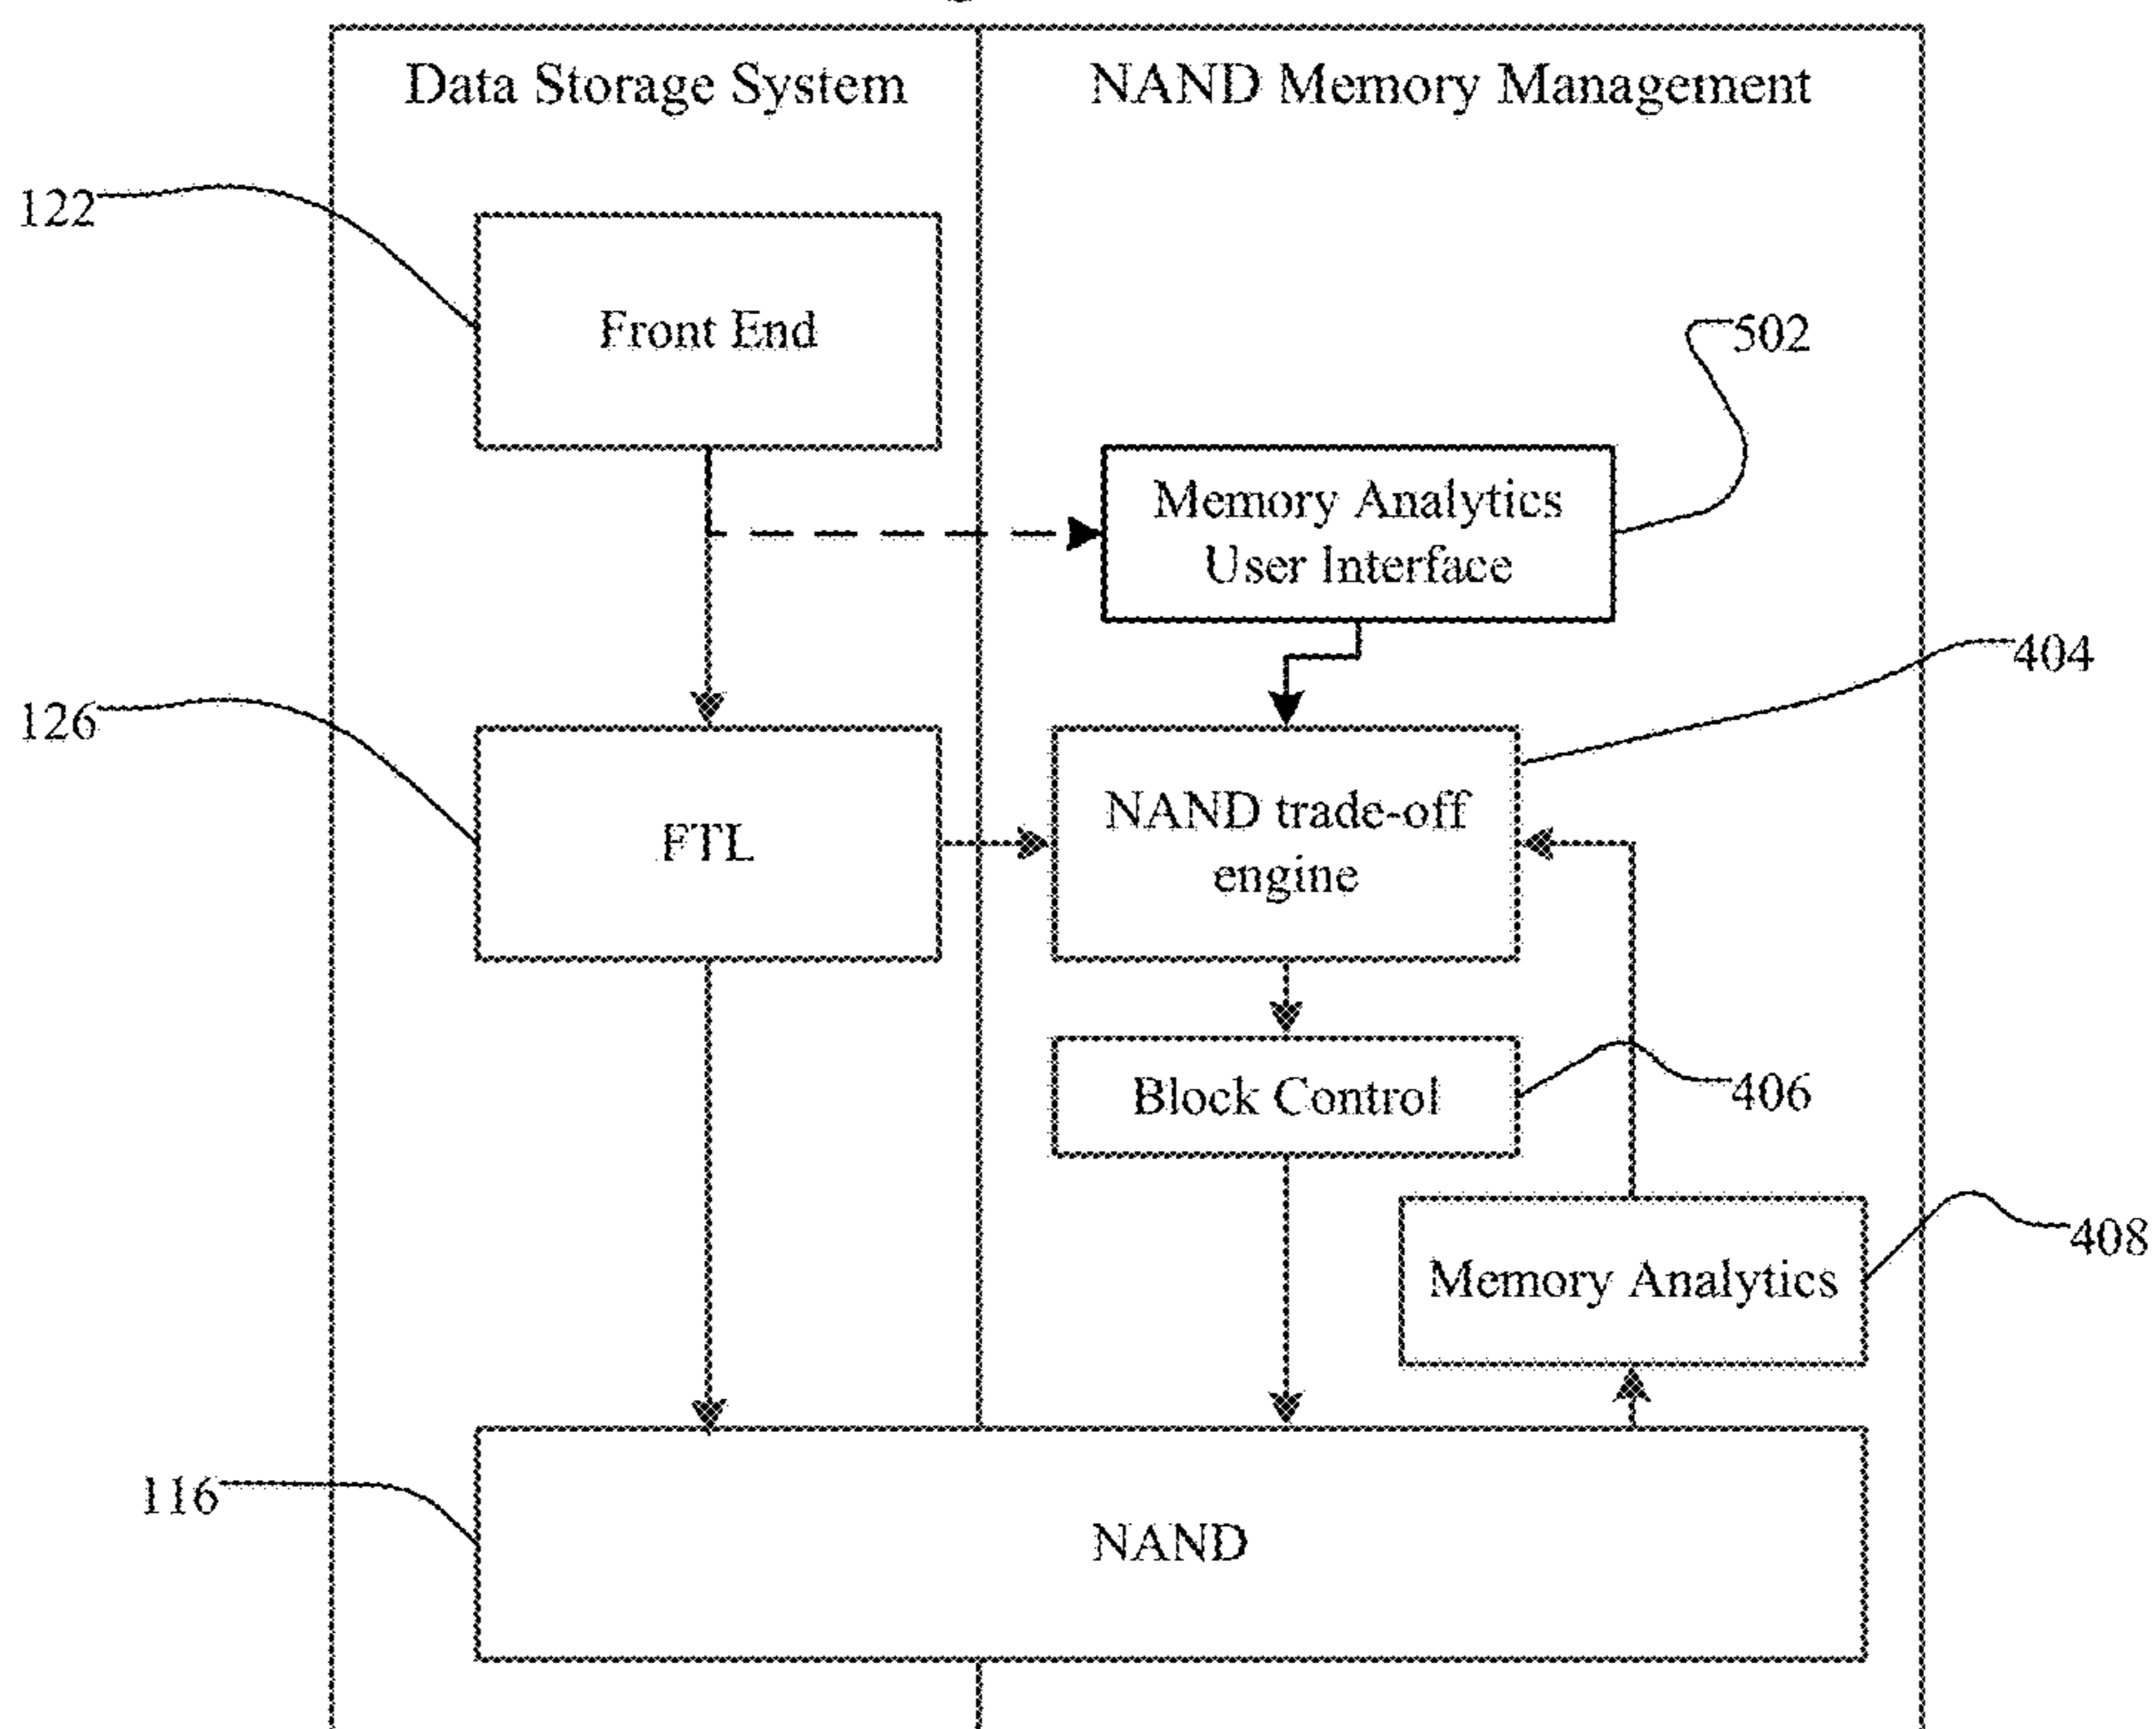 Data Storage System
NAND Memory Management
122
Front End
502
Memory Analytics
User Interface
404
126
FTL
NAND trade-off
engine
Block Control
406
408
Memory Analytics
116
NAND